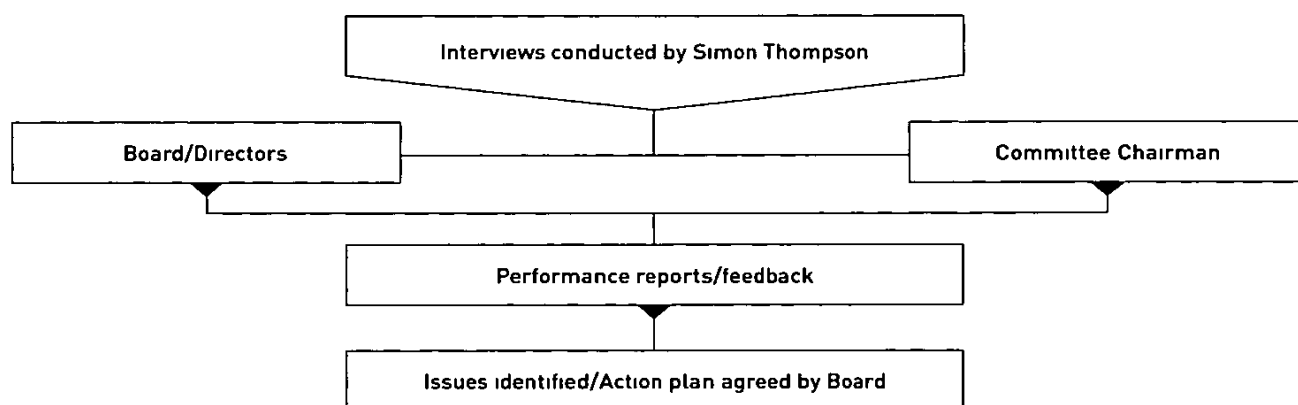 Interviews conducted by Simon Thompson
Board/Directors
Committee Chairman
Performance reports/feedback
Issues identified/Action plan agreed by Board